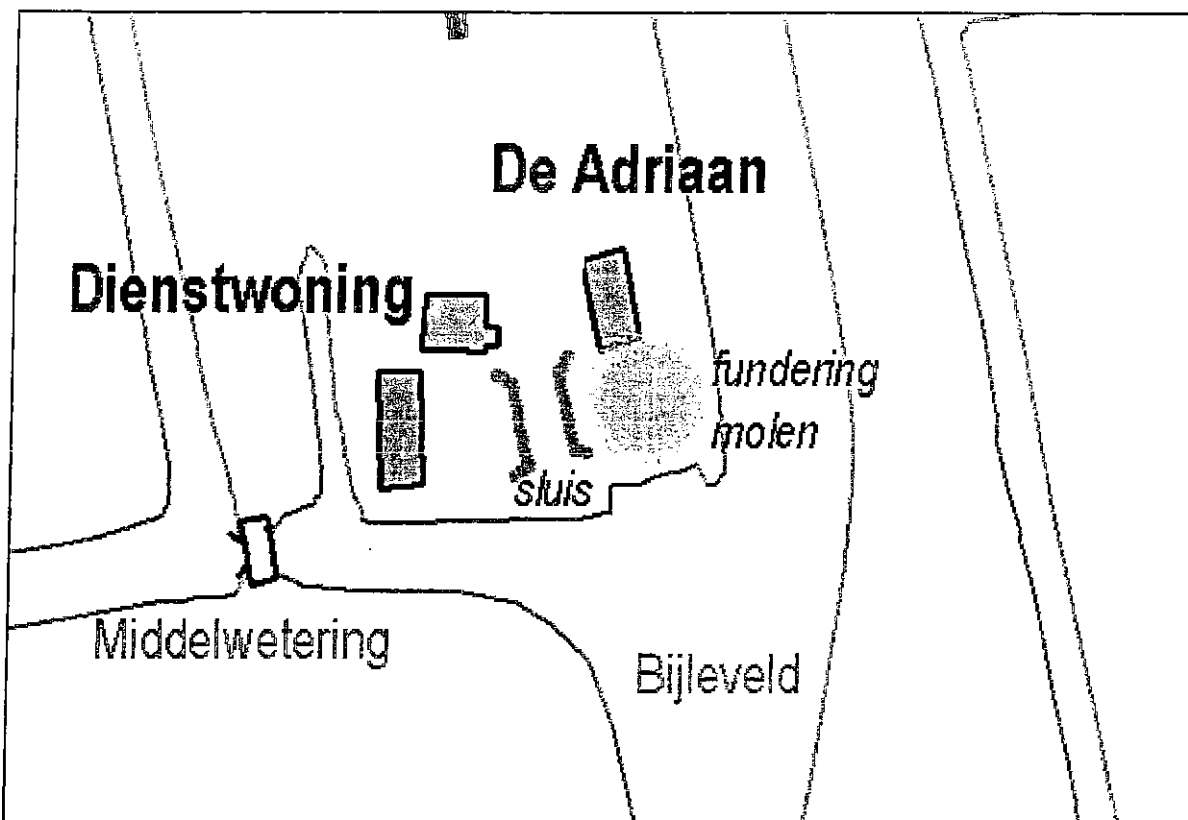 De Adriaan
Dienstwoning
fundering
molen
sluis
Middelwetering
Bijleveld